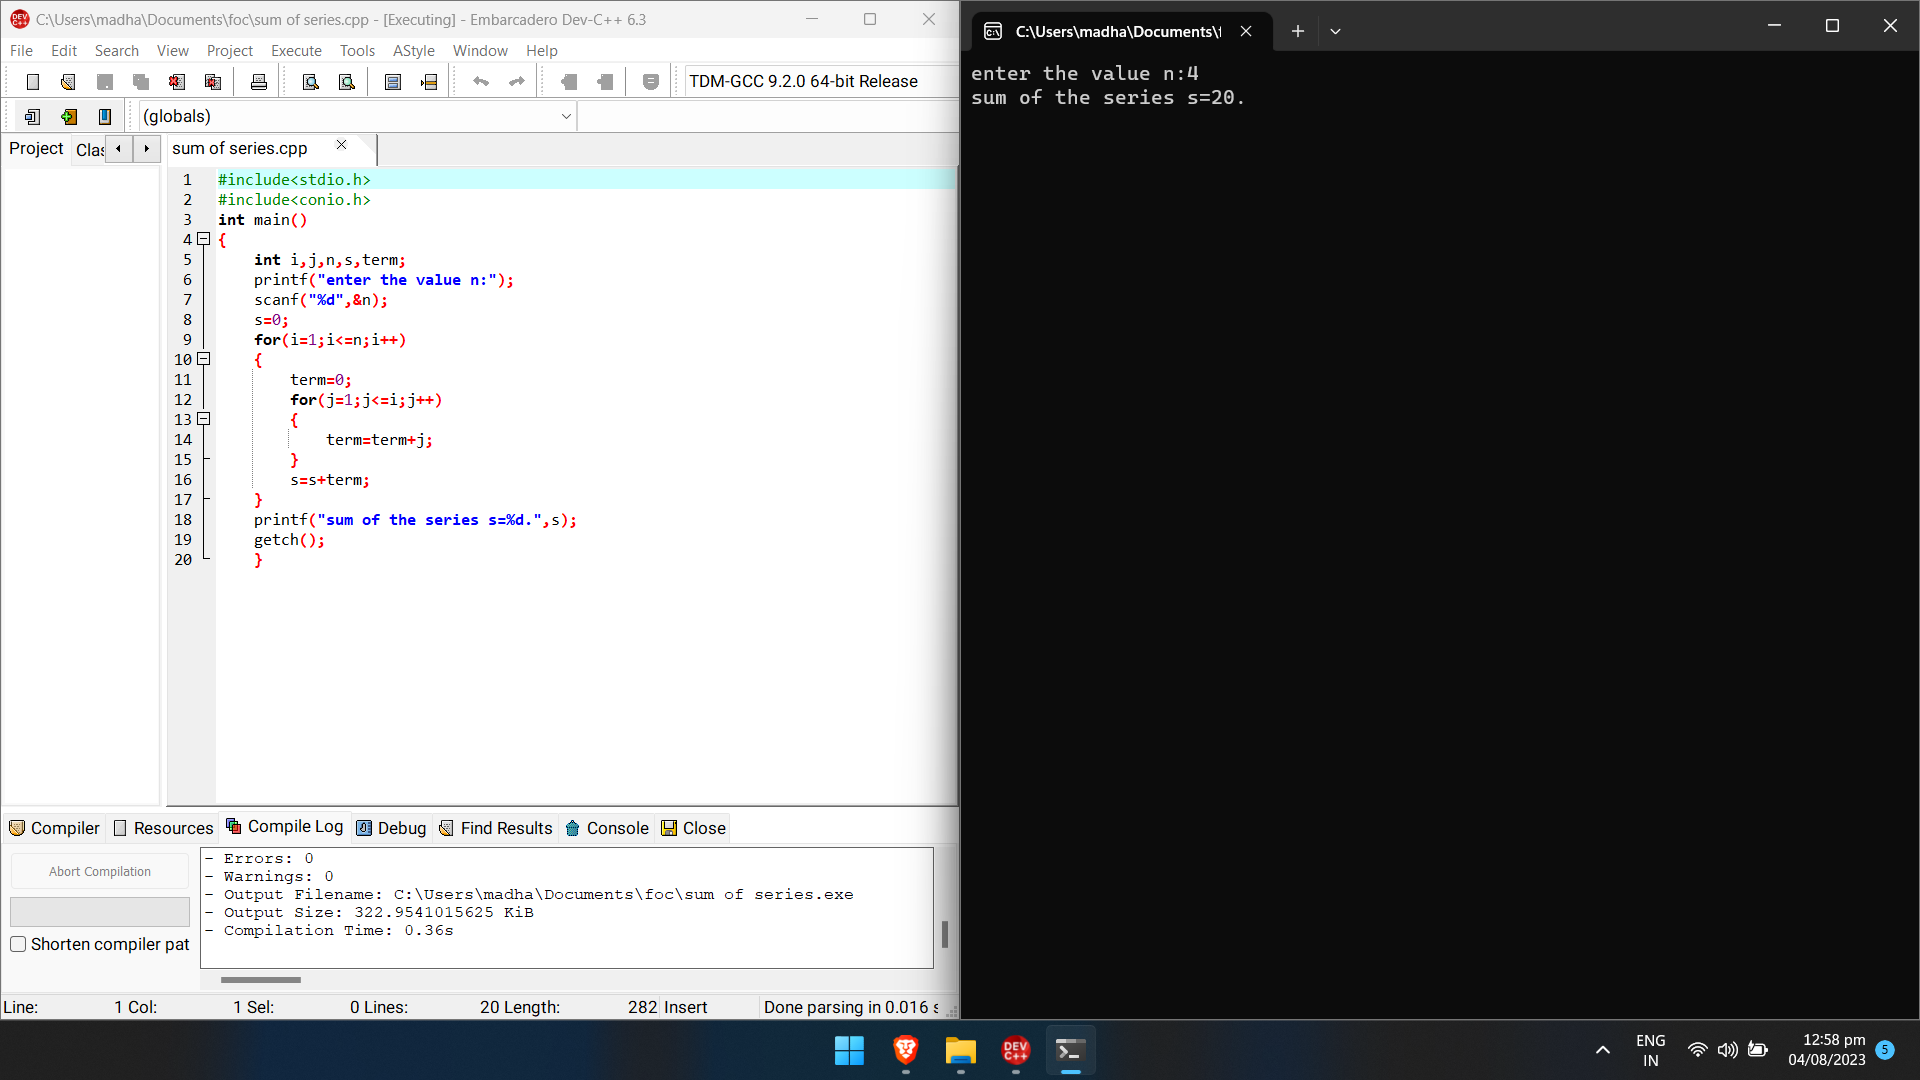 C:\Users\madha\Documents\foc\sum of series.cpp - [Executing] - Embarcadero Dev-C++ 6.3
File Edit Search View Project Execute Tools AStyle Window Help
TDM-GCC 9.2.0 64-bit Release
(globals)
Project Clas
sum of series.cpp
1 #include<stdio.h>
2 #include<conio.h>
3 int main()
4 {
5 int i,j,n,s,term;
6 printf("enter the value n:");
7 scanf("%d",&n);
8 s=0;
9 for(i=1;i<=n;i++)
10 {
11 term=0;
12 for(j=1;j<=i;j++)
13 {
14 term=term+j;
15 }
16 s=s+term;
17 }
18 printf("sum of the series s=%d.",s);
19 getch();
20 }
Compiler Resources Compile Log Debug Find Results Console Close
Abort Compilation
Shorten compiler pat
- Errors: 0
- Warnings: 0
- Output Filename: C:\Users\madha\Documents\foc\sum of series.exe
- Output Size: 322.9541015625 KiB
- Compilation Time: 0.36s
Line: 1 Col: 1 Sel: 0 Lines: 20 Length: 282 Insert Done parsing in 0.016 s
C:\Users\madha\Documents\f
enter the value n:4
sum of the series s=20.
DEV C++
ENG
IN
12:58 pm
04/08/2023
5